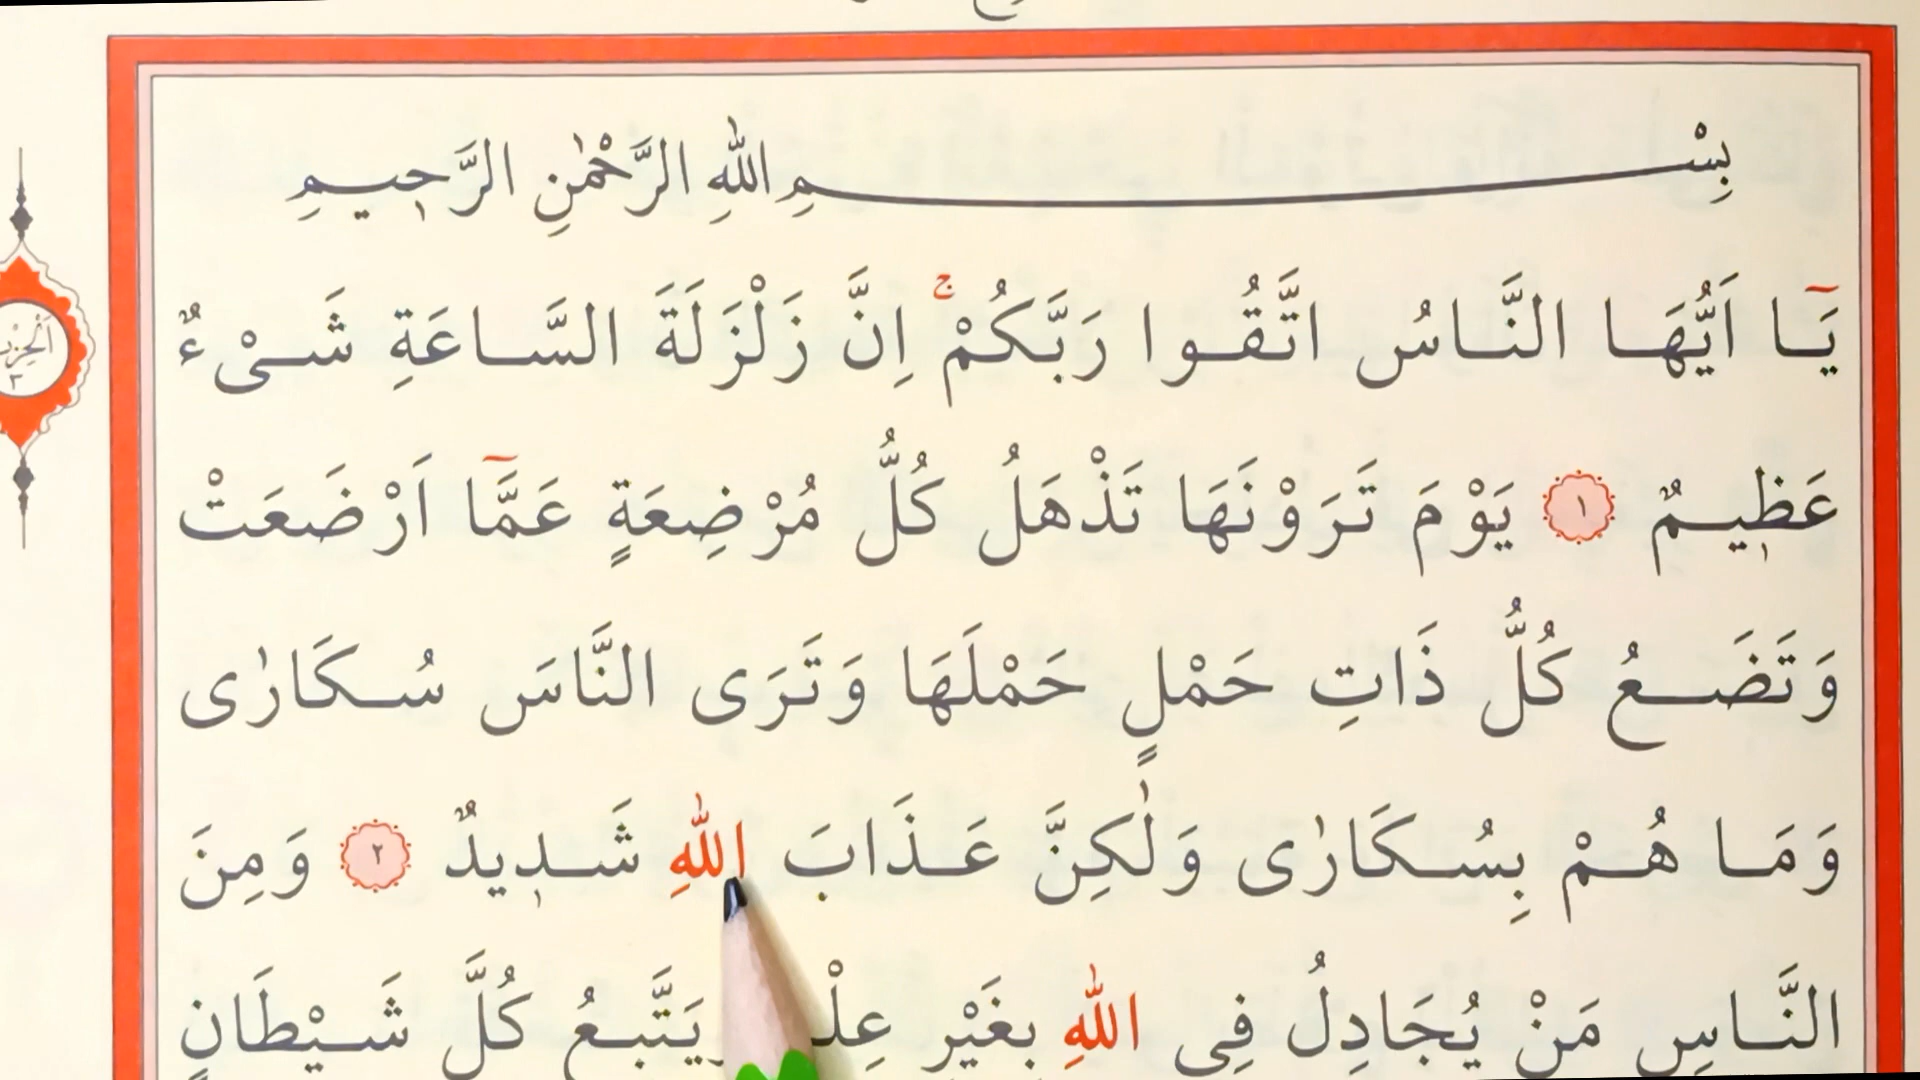 بِسْمِ اللّٰهِ الرَّحْمٰنِ الرَّحٖيمِ
يَٓا اَيُّهَا النَّاسُ اتَّقُوا رَبَّكُمْۚ اِنَّ زَلْزَلَةَ السَّاعَةِ شَىْءٌ
عَظٖيمٌ ١ يَوْمَ تَرَوْنَهَا تَذْهَلُ كُلُّ مُرْضِعَةٍ عَمَّٓا اَرْضَعَتْ
وَتَضَعُ كُلُّ ذَاتِ حَمْلٍ حَمْلَهَا وَتَرَى النَّاسَ سُكَارٰى
وَمَا هُمْ بِسُكَارٰى وَلٰكِنَّ عَذَابَ اللّٰهِ شَدٖيدٌ ٢ وَمِنَ
النَّاسِ مَنْ يُجَادِلُ فِى اللّٰهِ بِغَيْرِ يَتَّبِعُ كُلَّ شَيْطَانٍ